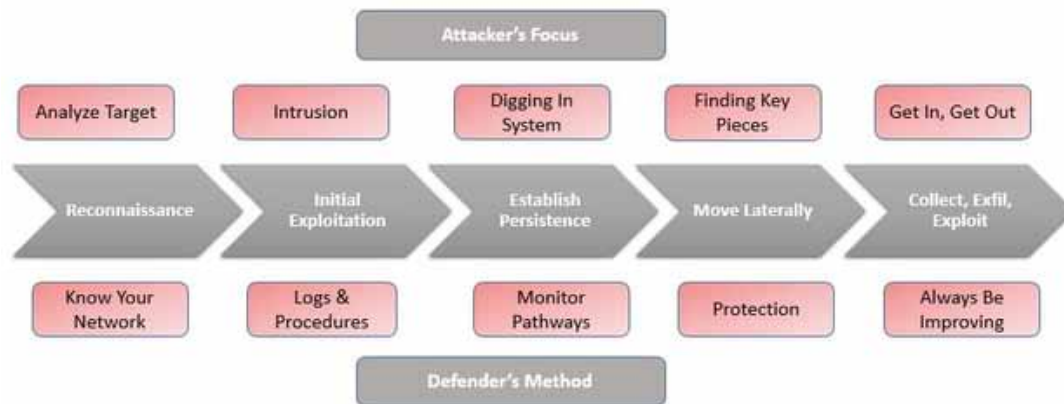 Attacker's Focus
Analyze Target
Intrusion
Digging In
System
Finding Key
Pieces
Get In, Get Out
Reconnaissance
Initial
Exploitation
Establish
Persistence
Move Laterally
Collect, Exfil,
Exploit
Know Your
Network
Logs &
Procedures
Monitor
Pathways
Protection
Always Be
Improving
Defender's Method